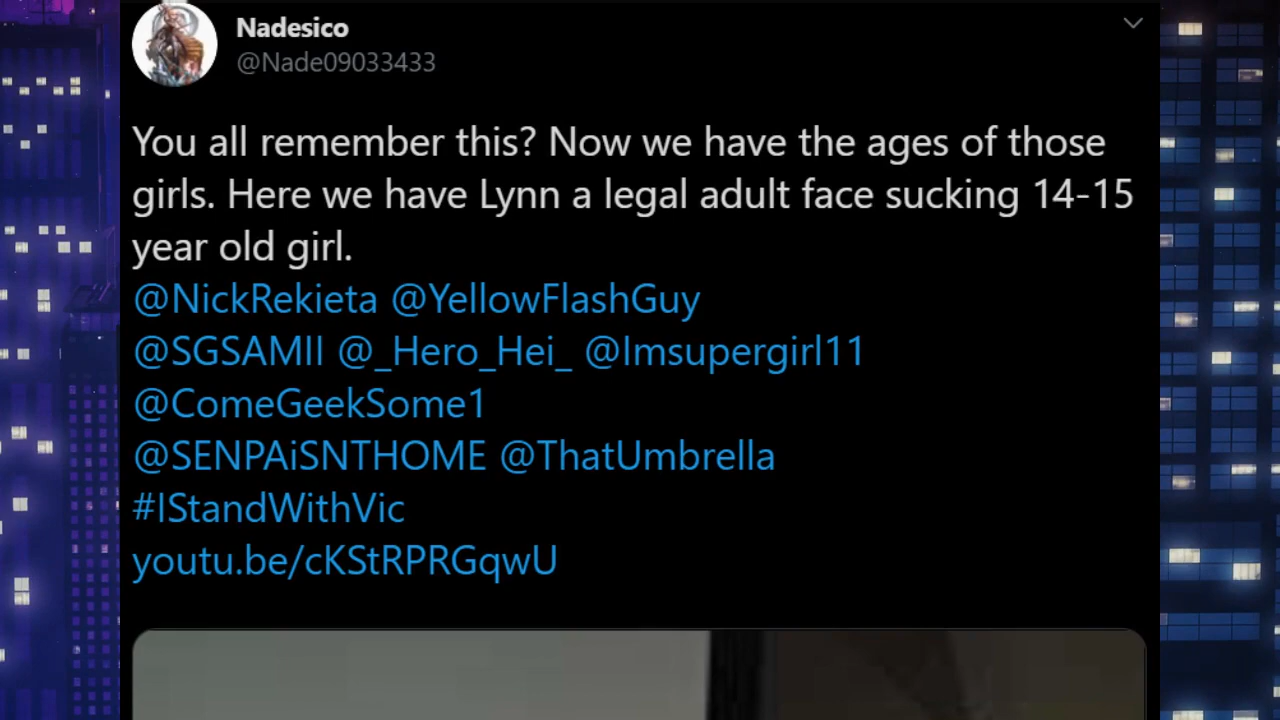 Nadesico
@Nade09033433
You all remember this? Now we have the ages of those
girls. Here we have Lynn a legal adult face sucking 14-15
year old girl.
@NickRekieta @YellowFlashGuy
@SGSAMII @_Hero_Hei_ @Imsupergirl11
@ComeGeekSome1
@SENPAiSNTHOME @ThatUmbrella
#IStandWithVic
youtu.be/cKStRPRGqwU